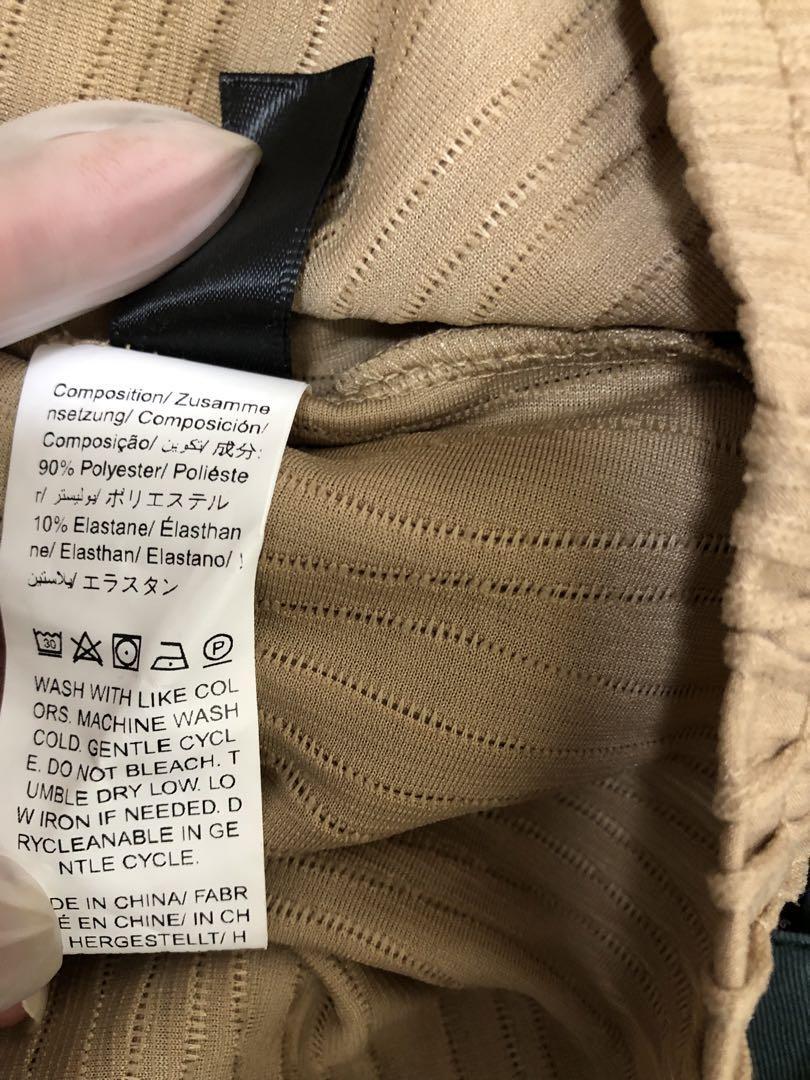 Composition/ Zusamme
nsetzung/ Composición/
Composição/ تكوين/ 成分:
90% Polyester/ Poliéste
r/ بوليستر/ ポリエステル
10% Elastane/ Élasthan
ne/ Elasthan/ Elastano/ إ
يلاستين/ エラスタン
30
P
WASH WITH LIKE COL
ORS. MACHINE WASH
COLD. GENTLE CYCL
E. DO NOT BLEACH. T
UMBLE DRY LOW. LO
W IRON IF NEEDED. D
RYCLEANABLE IN GE
NTLE CYCLE.
DE IN CHINA/ FABR
É EN CHINE/ IN CH
HERGESTELLT/ H